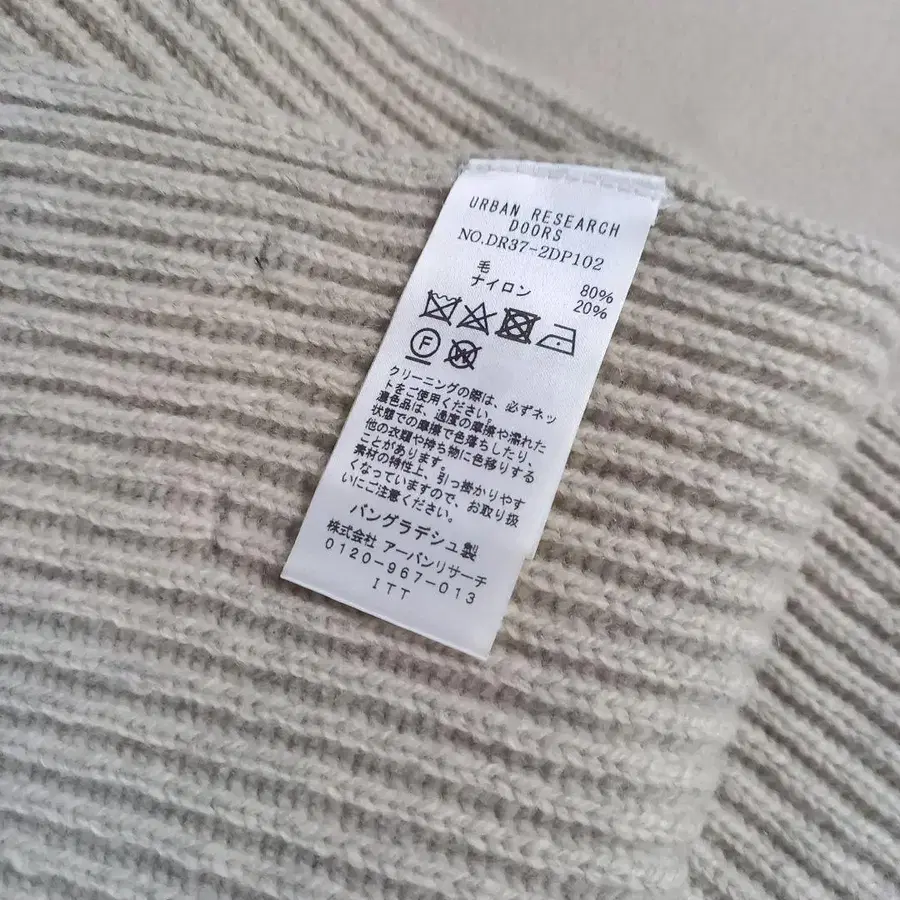 URBAN RESEARCH
DOORS
NO.DR37-2DP102
毛 80%
ナイロン 20%
F
W
クリーニングの際は、必ずネッ
トをご使用ください。
濃色品は、過度の摩擦や濡れた
状態での摩擦で色落ちしたり、
他の衣類や持ち物に色移りする
ことがあります。
素材の特性上、引っ掛かりやす
くなっていますので、お取り扱
いにご注意ください。
バングラデシュ製
株式会社 アーバンリサーチ
0120-967-013
ITT